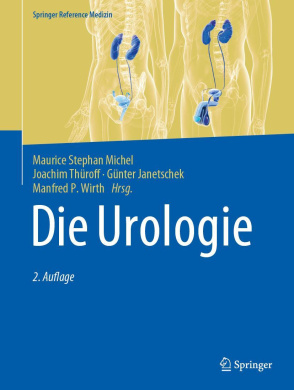 Springer Reference Medizin
Maurice Stephan Michel
Joachim Thüroff · Günter Janetschek
Manfred P. Wirth Hrsg.
Die Urologie
2. Auflage
Springer